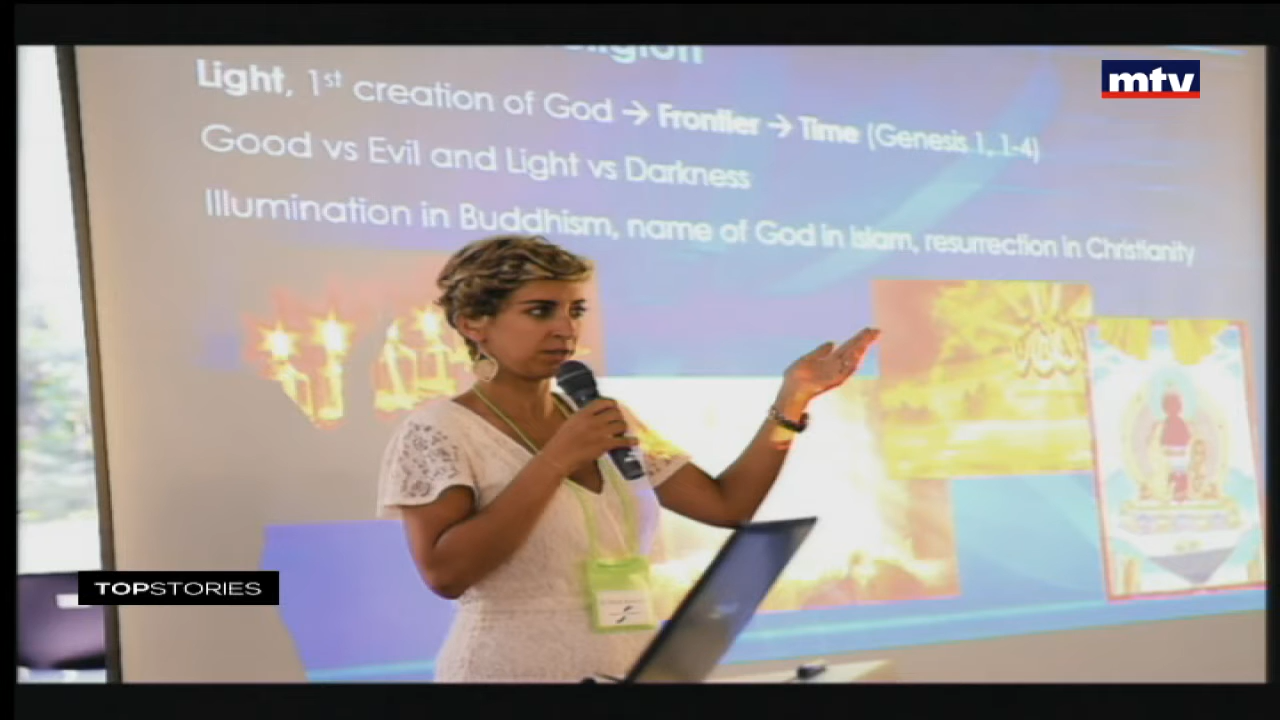 mtv
Light, 1st creation of God → Frontier → Time (Genesis 1, 1-4)
Good vs Evil and Light vs Darkness
Illumination in Buddhism, name of God in Islam, resurrection in Christianity
TOPSTORIES